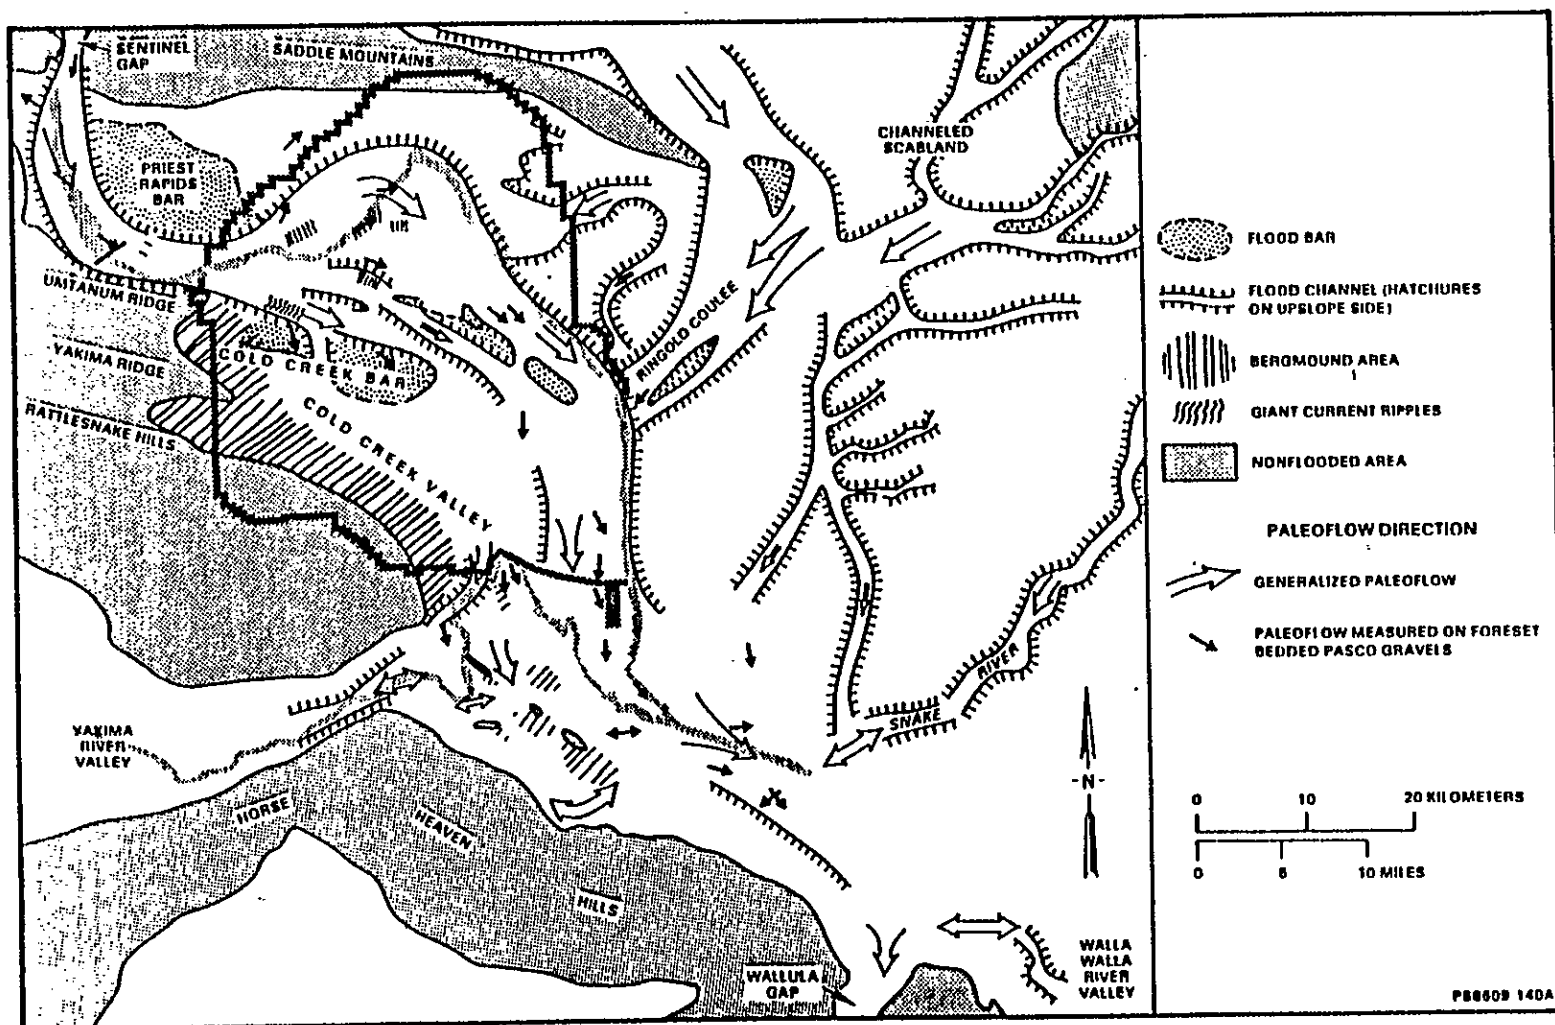 SENTINEL
GAP
SADDLE MOUNTAINS
CHANNELED
SCABLAND
PRIEST
RAPIDS
BAR
UMTANUM RIDGE
YAKIMA RIDGE
COLD CREEK BAR
RINGOLD COULEE
RATTLESNAKE HILLS
COLD CREEK VALLEY
SNAKE RIVER
YAKIMA
RIVER
VALLEY
HORSE
HEAVEN
HILLS
WALLULA
GAP
WALLA
WALLA
RIVER
VALLEY
FLOOD BAR
FLOOD CHANNEL (HATCHURES
ON UPSLOPE SIDE)
BERGMOUND AREA
GIANT CURRENT RIPPLES
NONFLOODED AREA
PALEOFLOW DIRECTION
GENERALIZED PALEOFLOW
PALEOFLOW MEASURED ON FORESET
BEDDED PASCO GRAVELS
-N-
0 10 20 KILOMETERS
0 5 10 MILES
PS8609 140A